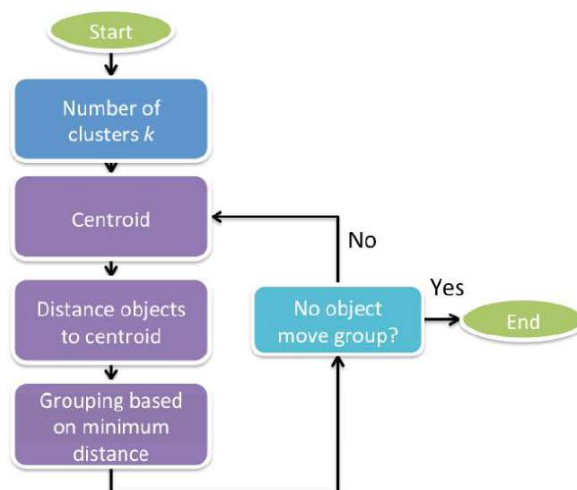 Start
Number of
clusters k
Centroid
Distance objects
to centroid
Grouping based
on minimum
distance
No object
move group?
No
Yes
End